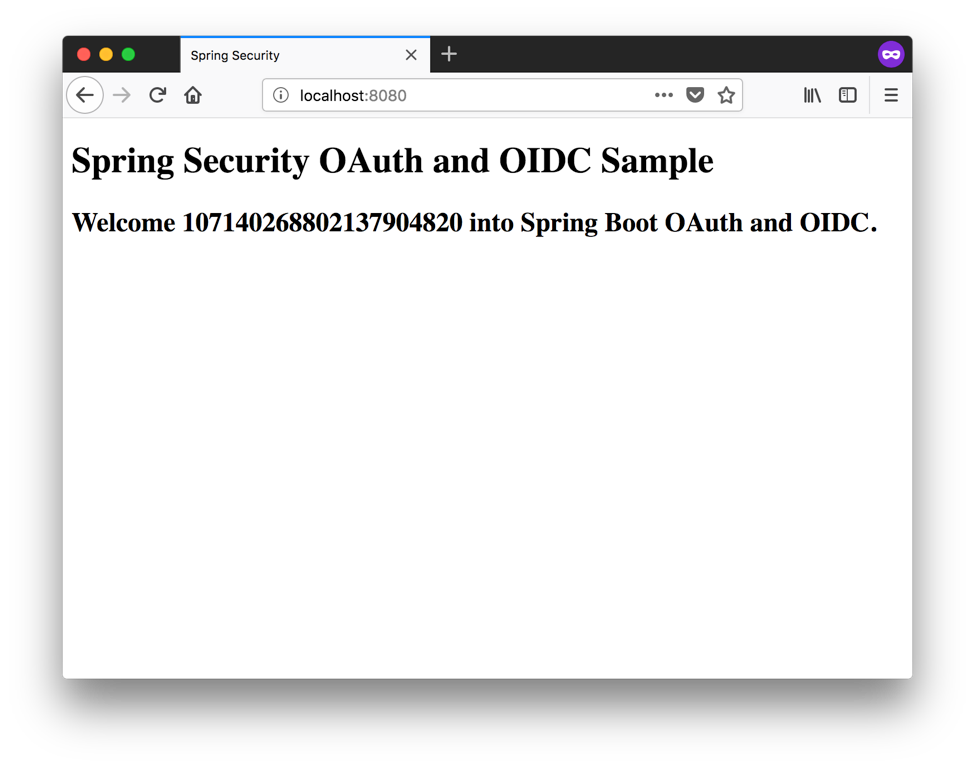 Spring Security
localhost:8080
Spring Security OAuth and OIDC Sample
Welcome 107140268802137904820 into Spring Boot OAuth and OIDC.